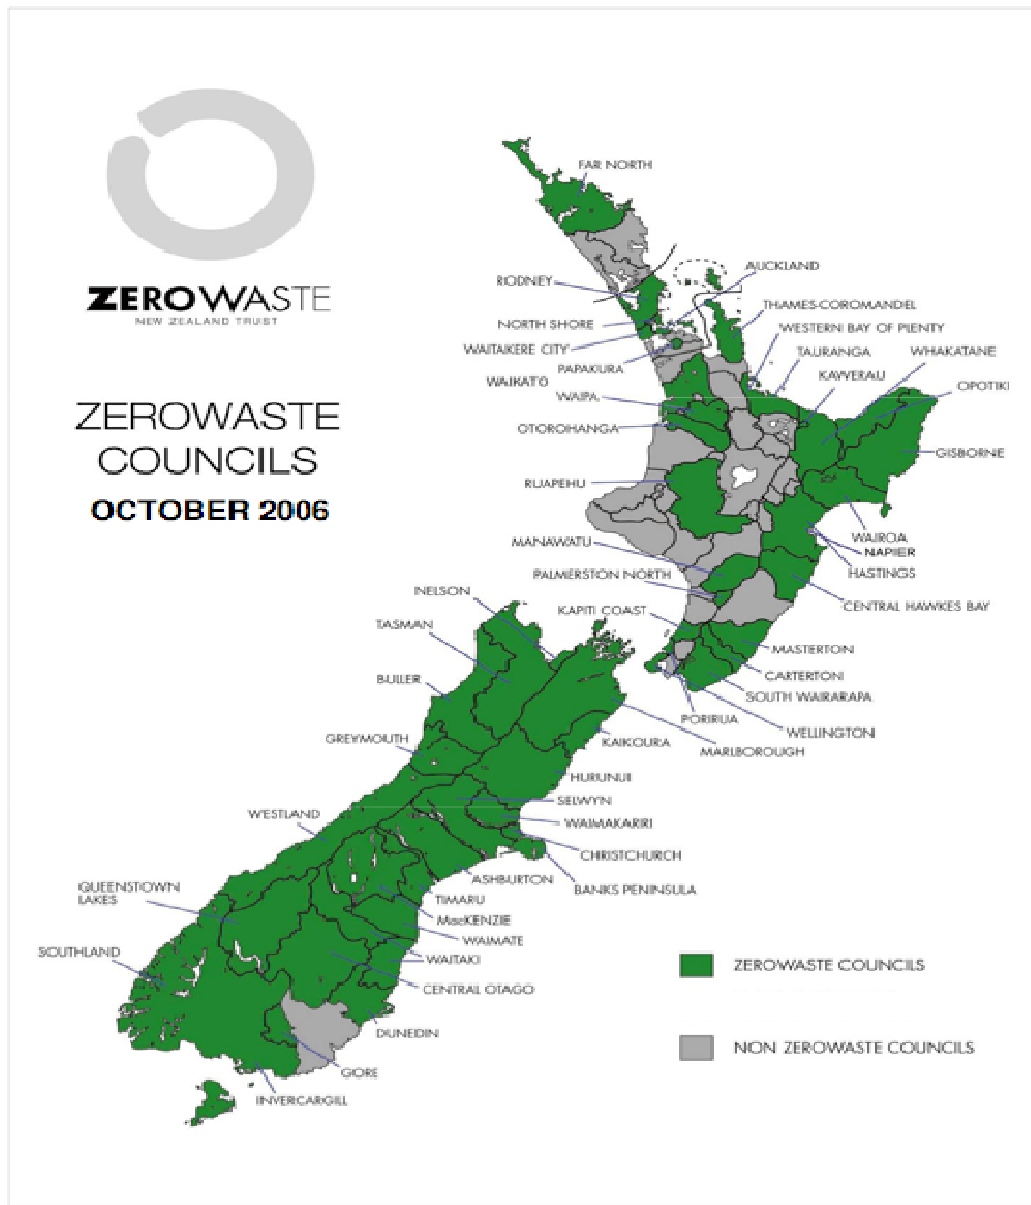 ZEROWASTE
NEW ZEALAND TRUST
ZEROWASTE
COUNCILS
OCTOBER 2006
FAR NORTH
AUCKLAND
RODNEY
THAMES-COROMANDEL
NORTH SHORE
WESTERN BAY OF PLENTY
WAITAKERE CITY
TAURANGA
WHAKATANE
PAPAKURA
KAWERAU
WAIKATO
OPOTIKI
WAIPA
OTOROHANGA
GISBORNE
RUAPEHU
WAIROA
MANAWATU
NAPIER
PALMERSTON NORTH
HASTINGS
NELSON
CENTRAL HAWKES BAY
KAPITI COAST
TASMAN
MASTERTON
CARTERTON
BULLER
SOUTH WAIRARAPA
PORIRUA
WELLINGTON
GREYMOUTH
KAIKOURA
MARLBOROUGH
HURUNUI
SELWYN
WESTLAND
WAIMAKARIRI
CHRISTCHURCH
ASHBURTON
BANKS PENINSULA
QUEENSTOWN
LAKES
TIMARU
MacKENZIE
WAIMATE
SOUTHLAND
WAITAKI
ZEROWASTE COUNCILS
CENTRAL OTAGO
DUNEDIN
NON ZEROWASTE COUNCILS
GORE
INVERCARGILL